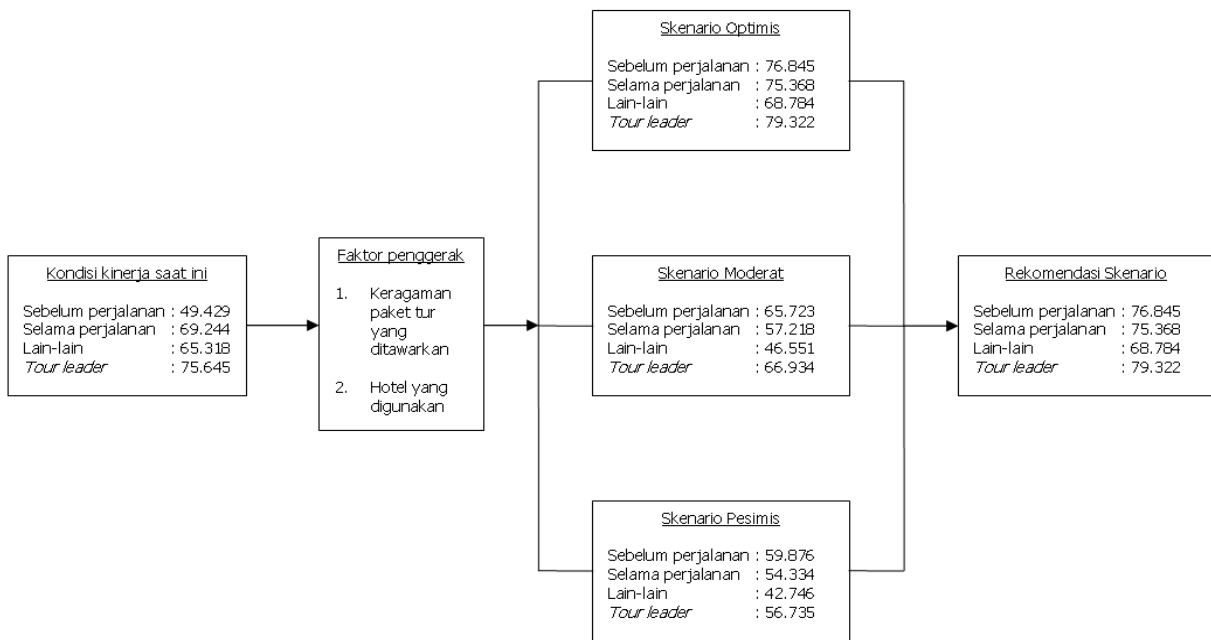 Skenario Optimis
Sebelum perjalanan : 76.845
Selama perjalanan : 75.368
Lain-lain : 68.784
Tour leader : 79.322
Kondisi kinerja saat ini
Sebelum perjalanan : 49.429
Selama perjalanan : 69.244
Lain-lain : 65.318
Tour leader : 75.645
Faktor penggerak
1. Keragaman
paket tur
yang
ditawarkan
2. Hotel yang
digunakan
Skenario Moderat
Sebelum perjalanan : 65.723
Selama perjalanan : 57.218
Lain-lain : 46.551
Tour leader : 66.934
Rekomendasi Skenario
Sebelum perjalanan : 76.845
Selama perjalanan : 75.368
Lain-lain : 68.784
Tour leader : 79.322
Skenario Pesimis
Sebelum perjalanan : 59.876
Selama perjalanan : 54.334
Lain-lain : 42.746
Tour leader : 56.735